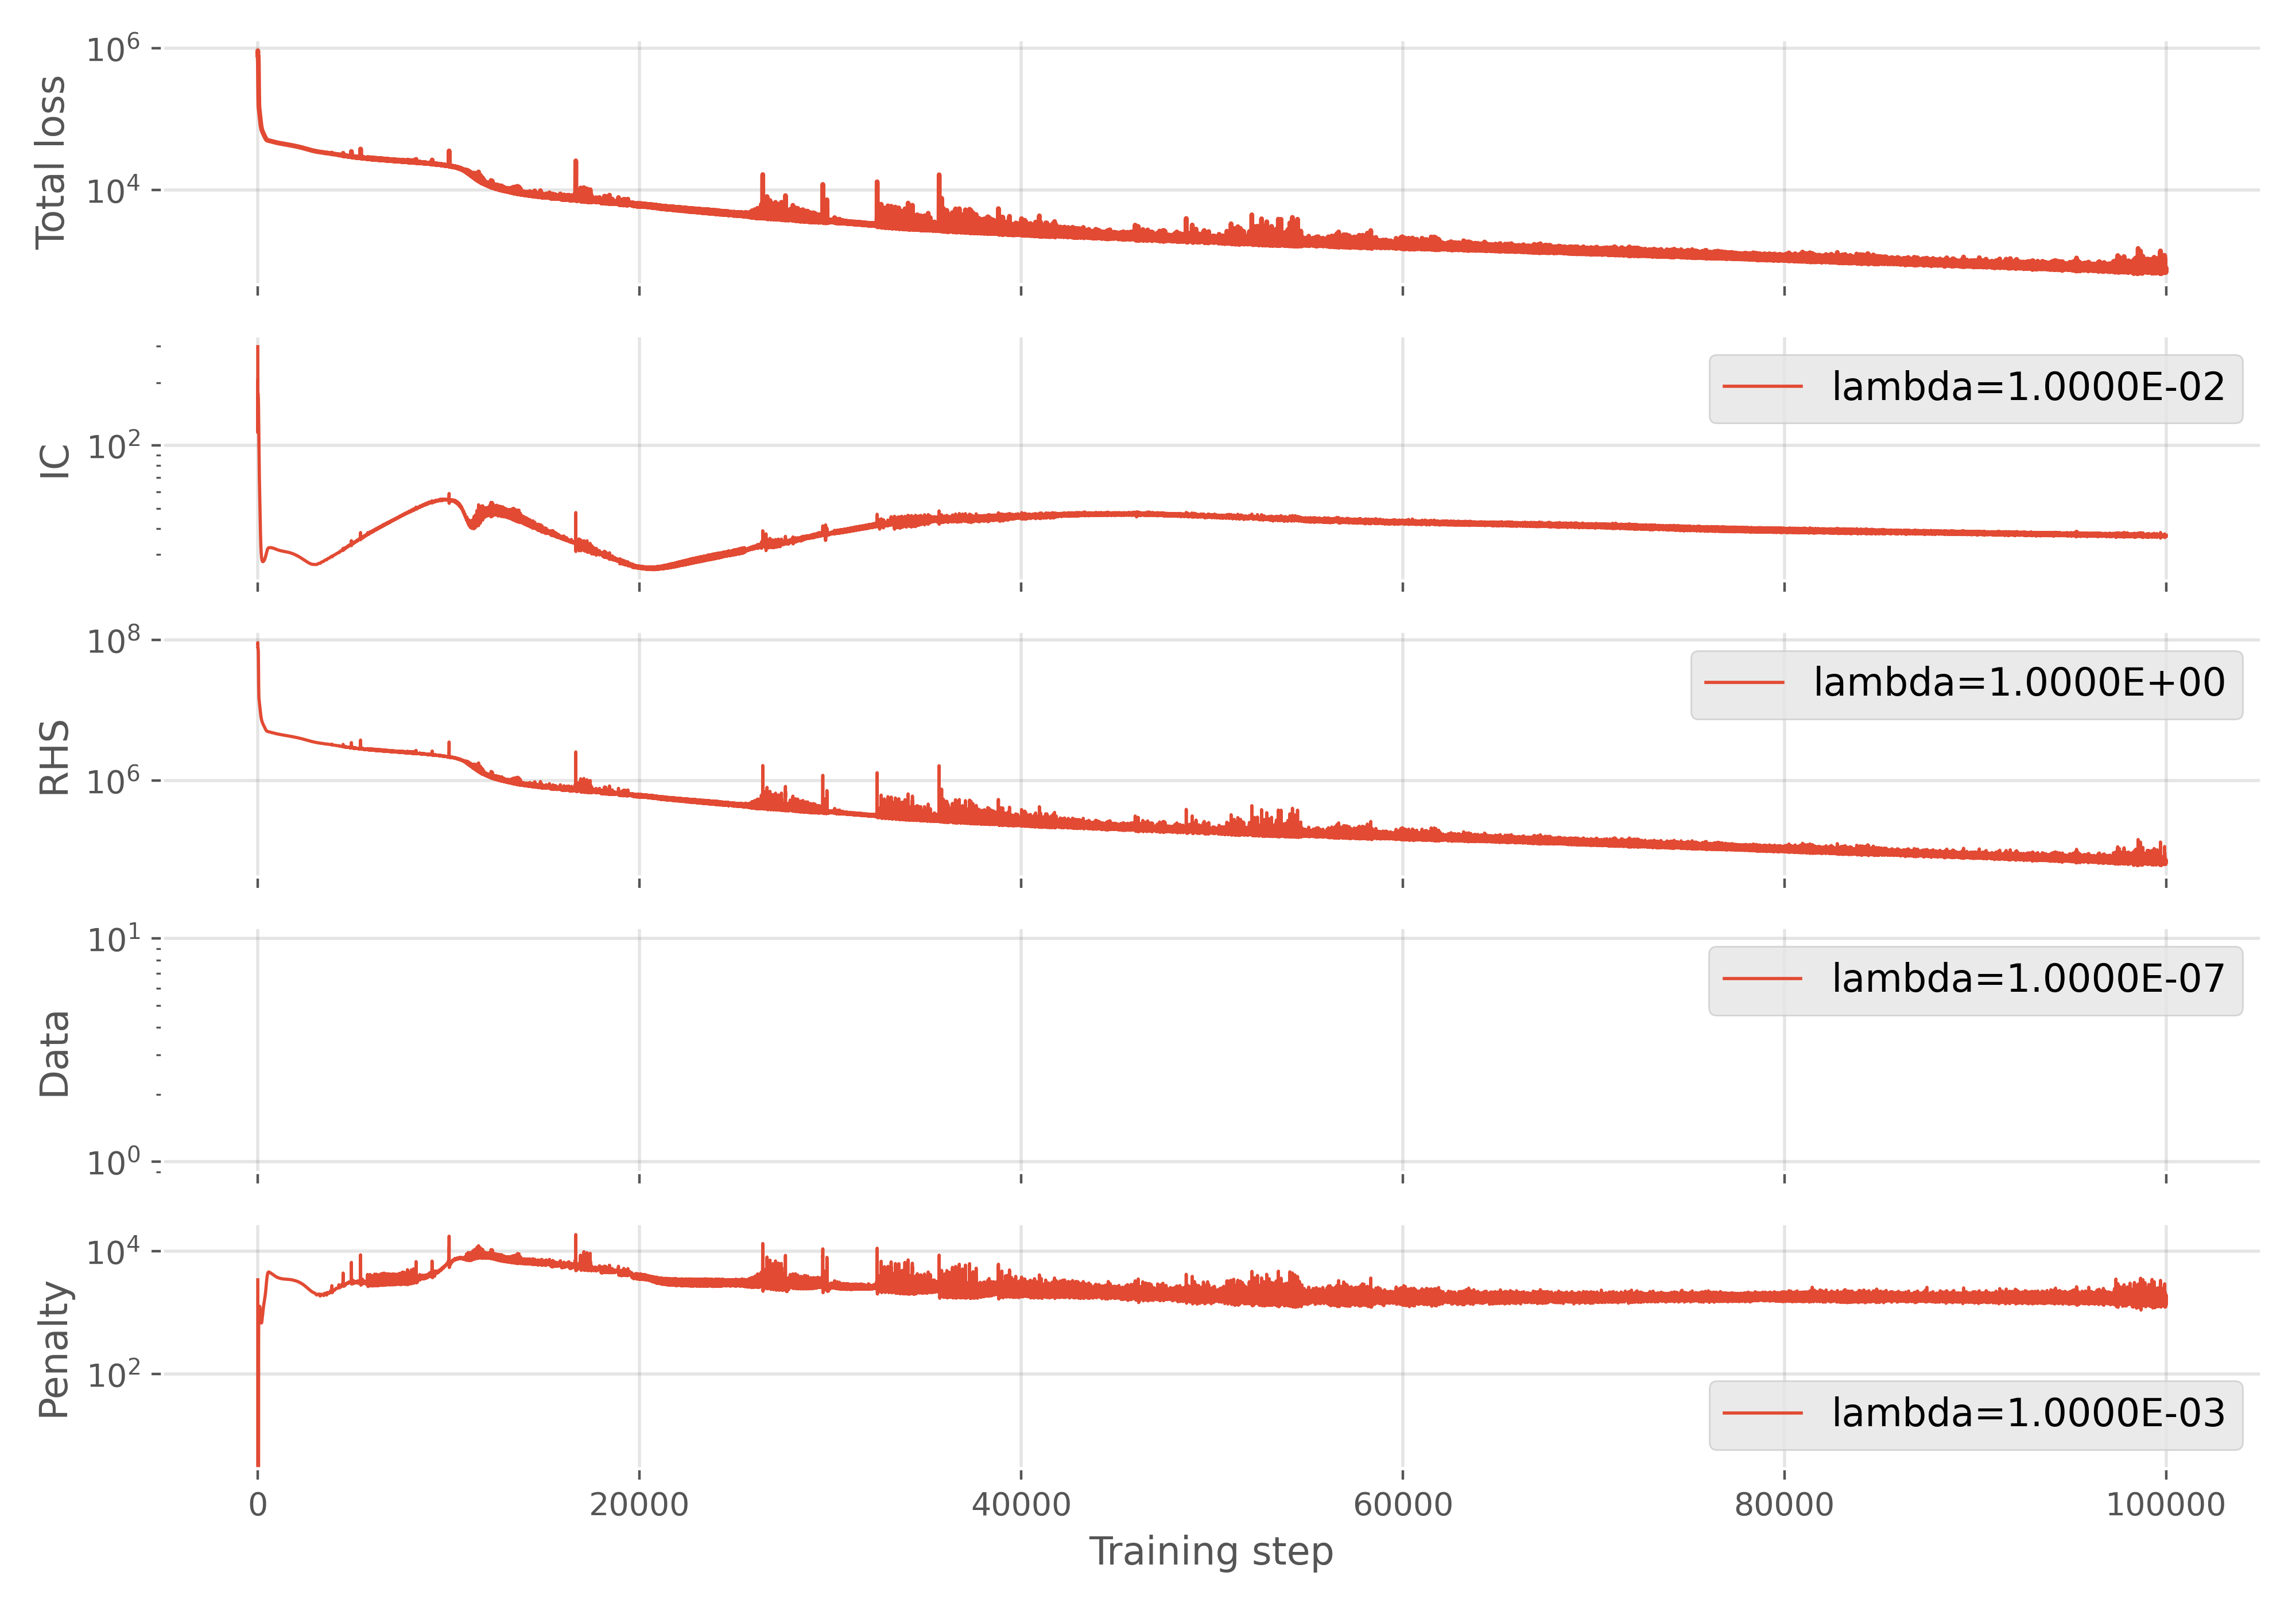 Total loss
10^6
10^4
IC
10^2
lambda=1.0000E-02
RHS
10^8
10^6
lambda=1.0000E+00
Data
10^1
10^0
lambda=1.0000E-07
Penalty
10^4
10^2
lambda=1.0000E-03
0 20000 40000 60000 80000 100000
Training step